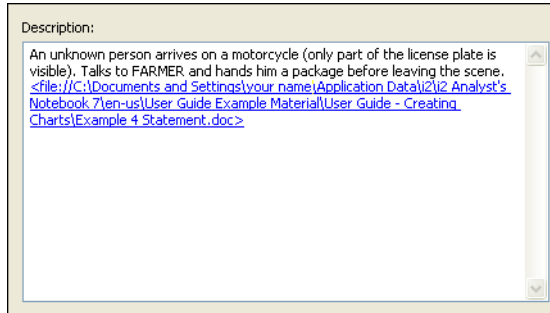 Description:
An unknown person arrives on a motorcycle (only part of the license plate is
visible). Talks to FARMER and hands him a package before leaving the scene.
<file://C:\Documents and Settings\your name\Application Data\i2\i2 Analyst's
Notebook 7\en-us\User Guide Example Material\User Guide - Creating
Charts\Example 4 Statement.doc>